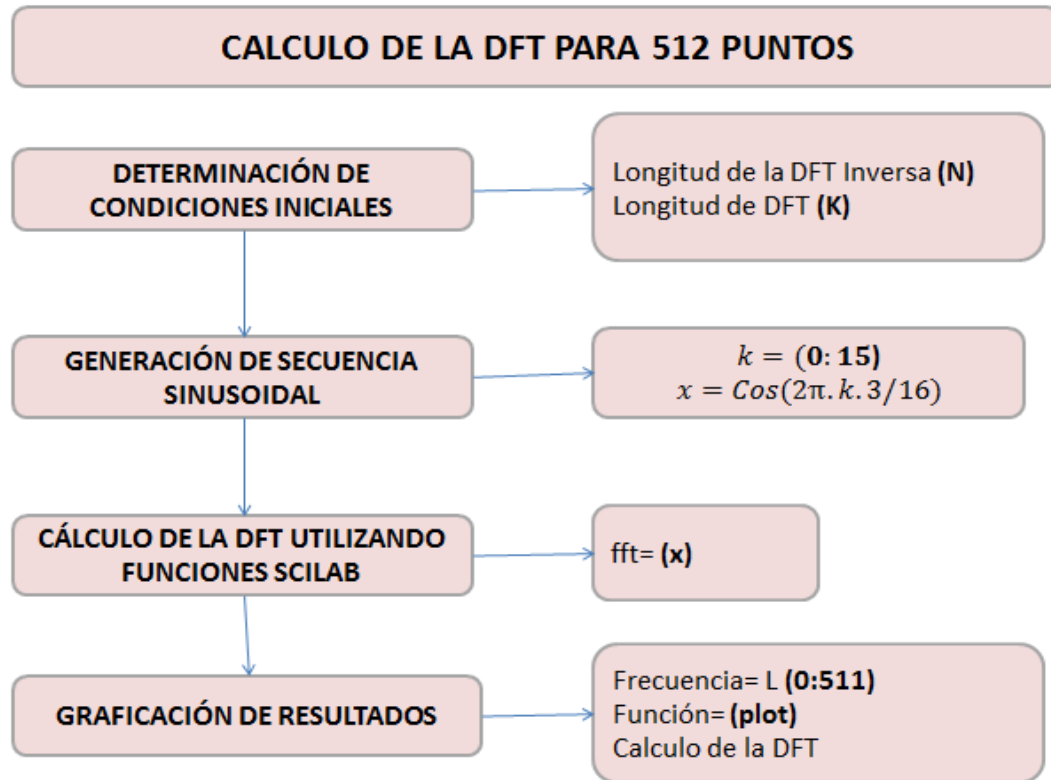 CALCULO DE LA DFT PARA 512 PUNTOS
DETERMINACIÓN DE
CONDICIONES INICIALES
Longitud de la DFT Inversa (N)
Longitud de DFT (K)
GENERACIÓN DE SECUENCIA
SINUSOIDAL
k = (0: 15)
x = Cos(2π. k. 3/16)
CÁLCULO DE LA DFT UTILIZANDO
FUNCIONES SCILAB
fft= (x)
GRAFICACIÓN DE RESULTADOS
Frecuencia= L (0:511)
Función= (plot)
Calculo de la DFT